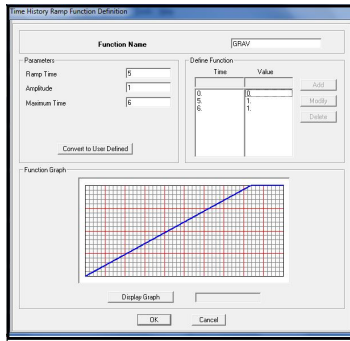 Time History Ramp Function Definition
Function Name GRAV
Parameters
Ramp Time 5
Amplitude 1
Maximum Time 6
Convert to User Defined
Define Function
Time Value
0. 0.
5. 1.
6. 1.
Add
Modify
Delete
Function Graph
Display Graph
OK Cancel